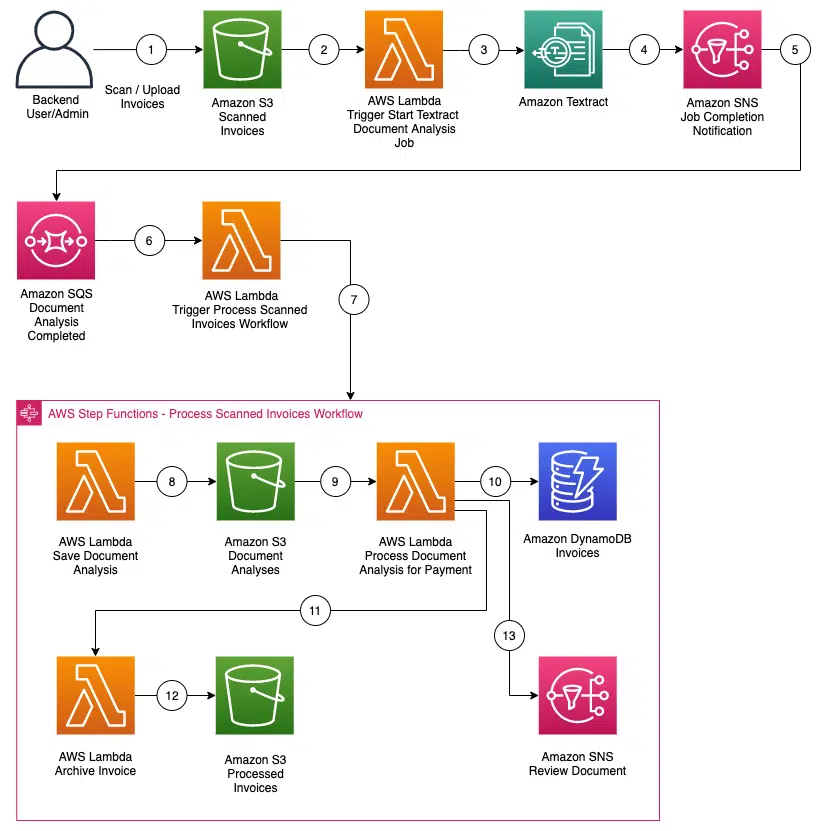 1
2
3
4
5
Backend
User/Admin
Scan / Upload
Invoices
Amazon S3
Scanned
Invoices
AWS Lambda
Trigger Start Textract
Document Analysis
Job
Amazon Textract
Amazon SNS
Job Completion
Notification
6
Amazon SQS
Document
Analysis
Completed
AWS Lambda
Trigger Process Scanned
Invoices Workflow
7
AWS Step Functions - Process Scanned Invoices Workflow
8
9
10
AWS Lambda
Save Document
Analysis
Amazon S3
Document
Analyses
AWS Lambda
Process Document
Analysis for Payment
Amazon DynamoDB
Invoices
11
13
12
AWS Lambda
Archive Invoice
Amazon S3
Processed
Invoices
Amazon SNS
Review Document